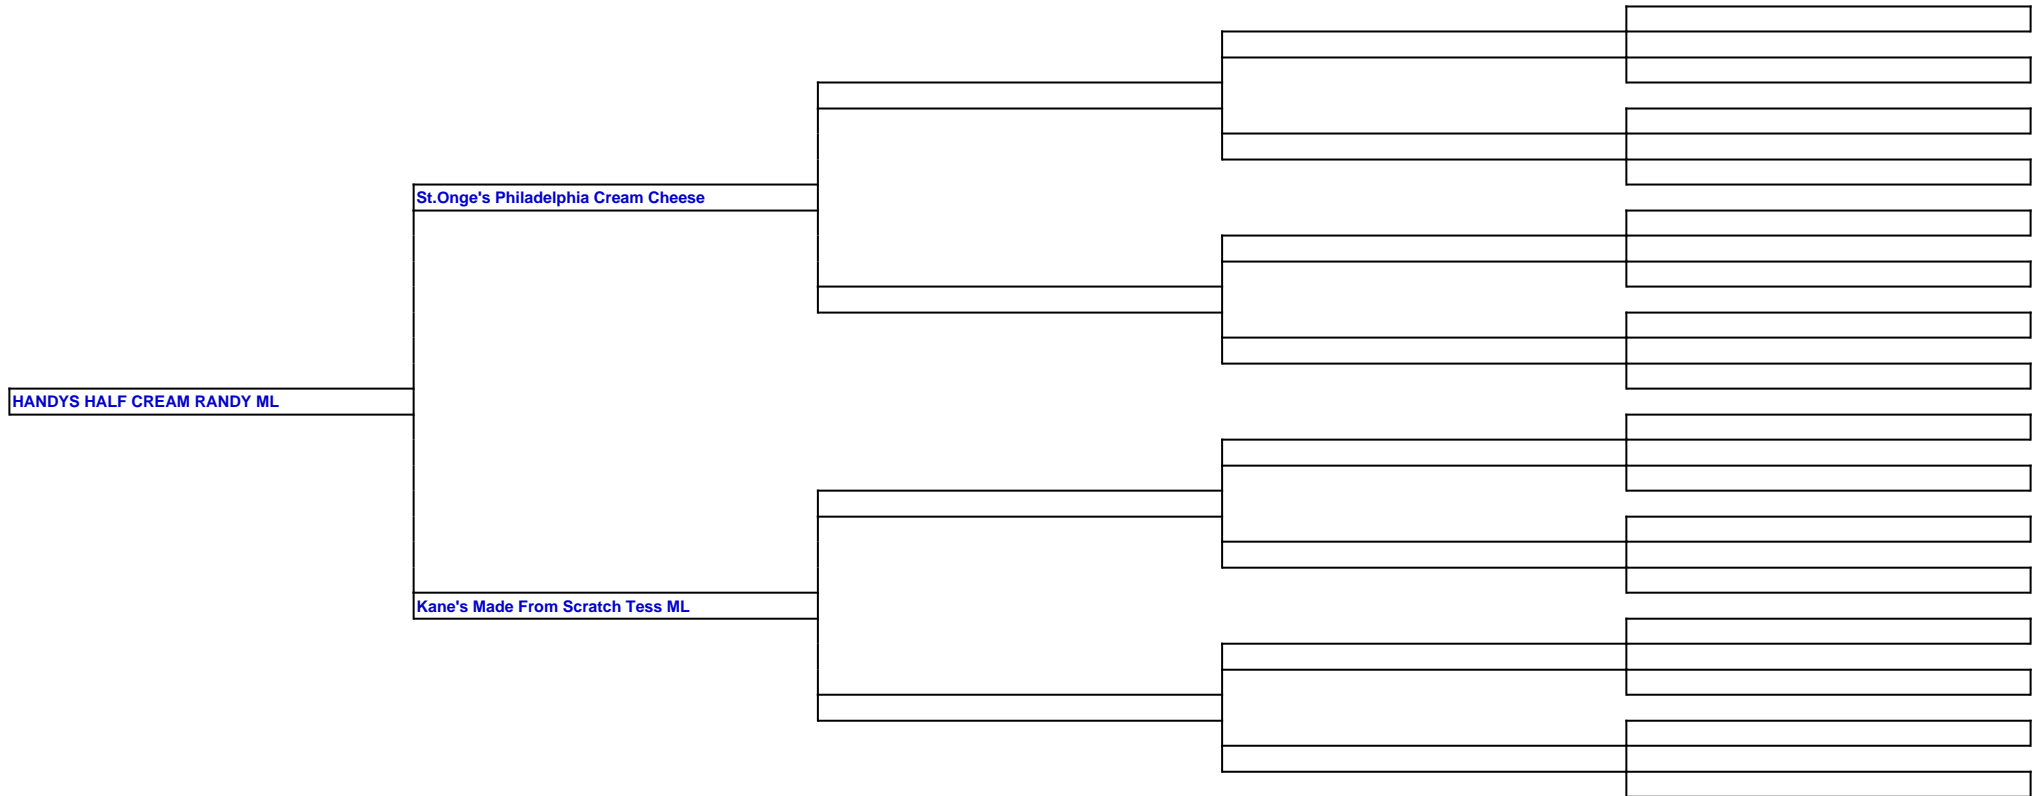 St.Onge's Philadelphia Cream Cheese
HANDYS HALF CREAM RANDY ML
Kane's Made From Scratch Tess ML